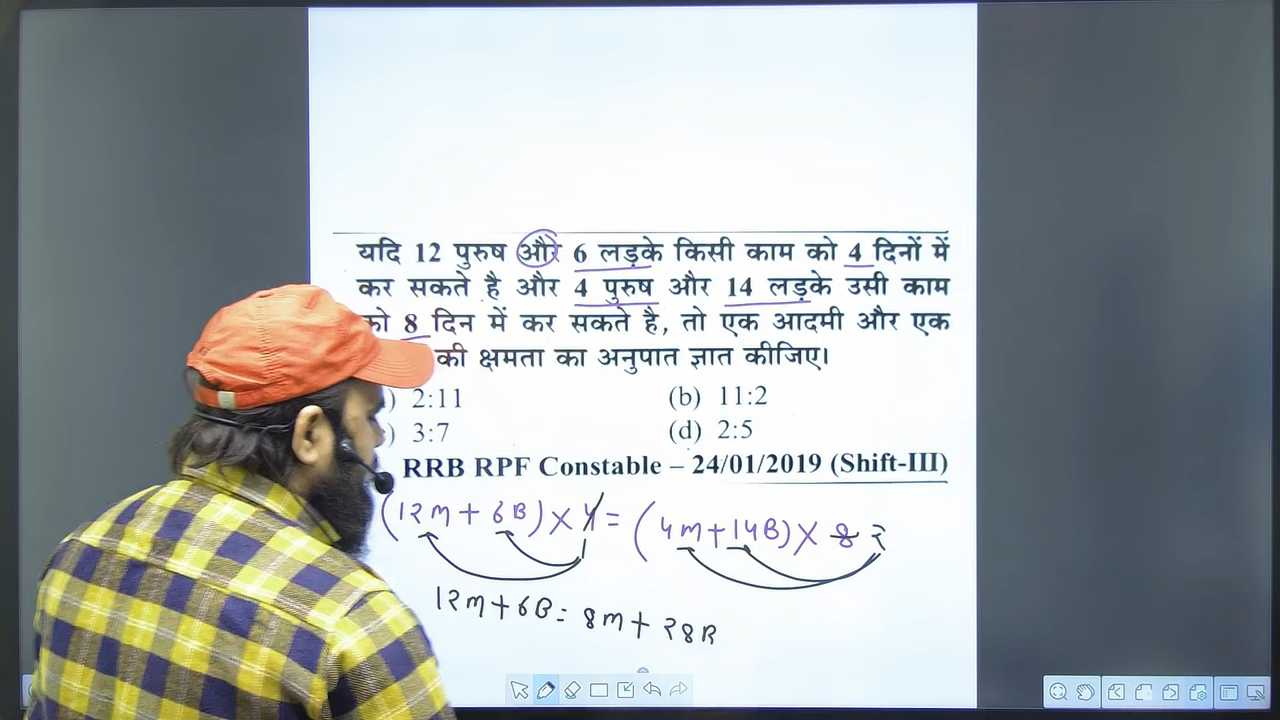 यदि 12 पुरुष और 6 लड़के किसी काम को 4 दिनों में
कर सकते है और 4 पुरुष और 14 लड़के उसी काम
को 8 दिन में कर सकते है, तो एक आदमी और एक
की क्षमता का अनुपात ज्ञात कीजिए।
) 2:11 (b) 11:2
) 3:7 (d) 2:5
RRB RPF Constable – 24/01/2019 (Shift-III)
(12m + 6B) × 4 = (4m + 14B) × 8 2
1
12m + 6B = 8m + 28B